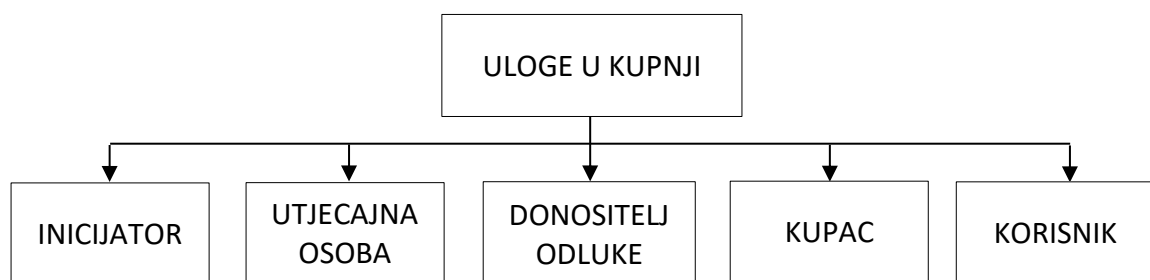 ULOGE U KUPNJI
INICIJATOR
UTJECAJNA
OSOBA
DONOSITELJ
ODLUKE
KUPAC
KORISNIK